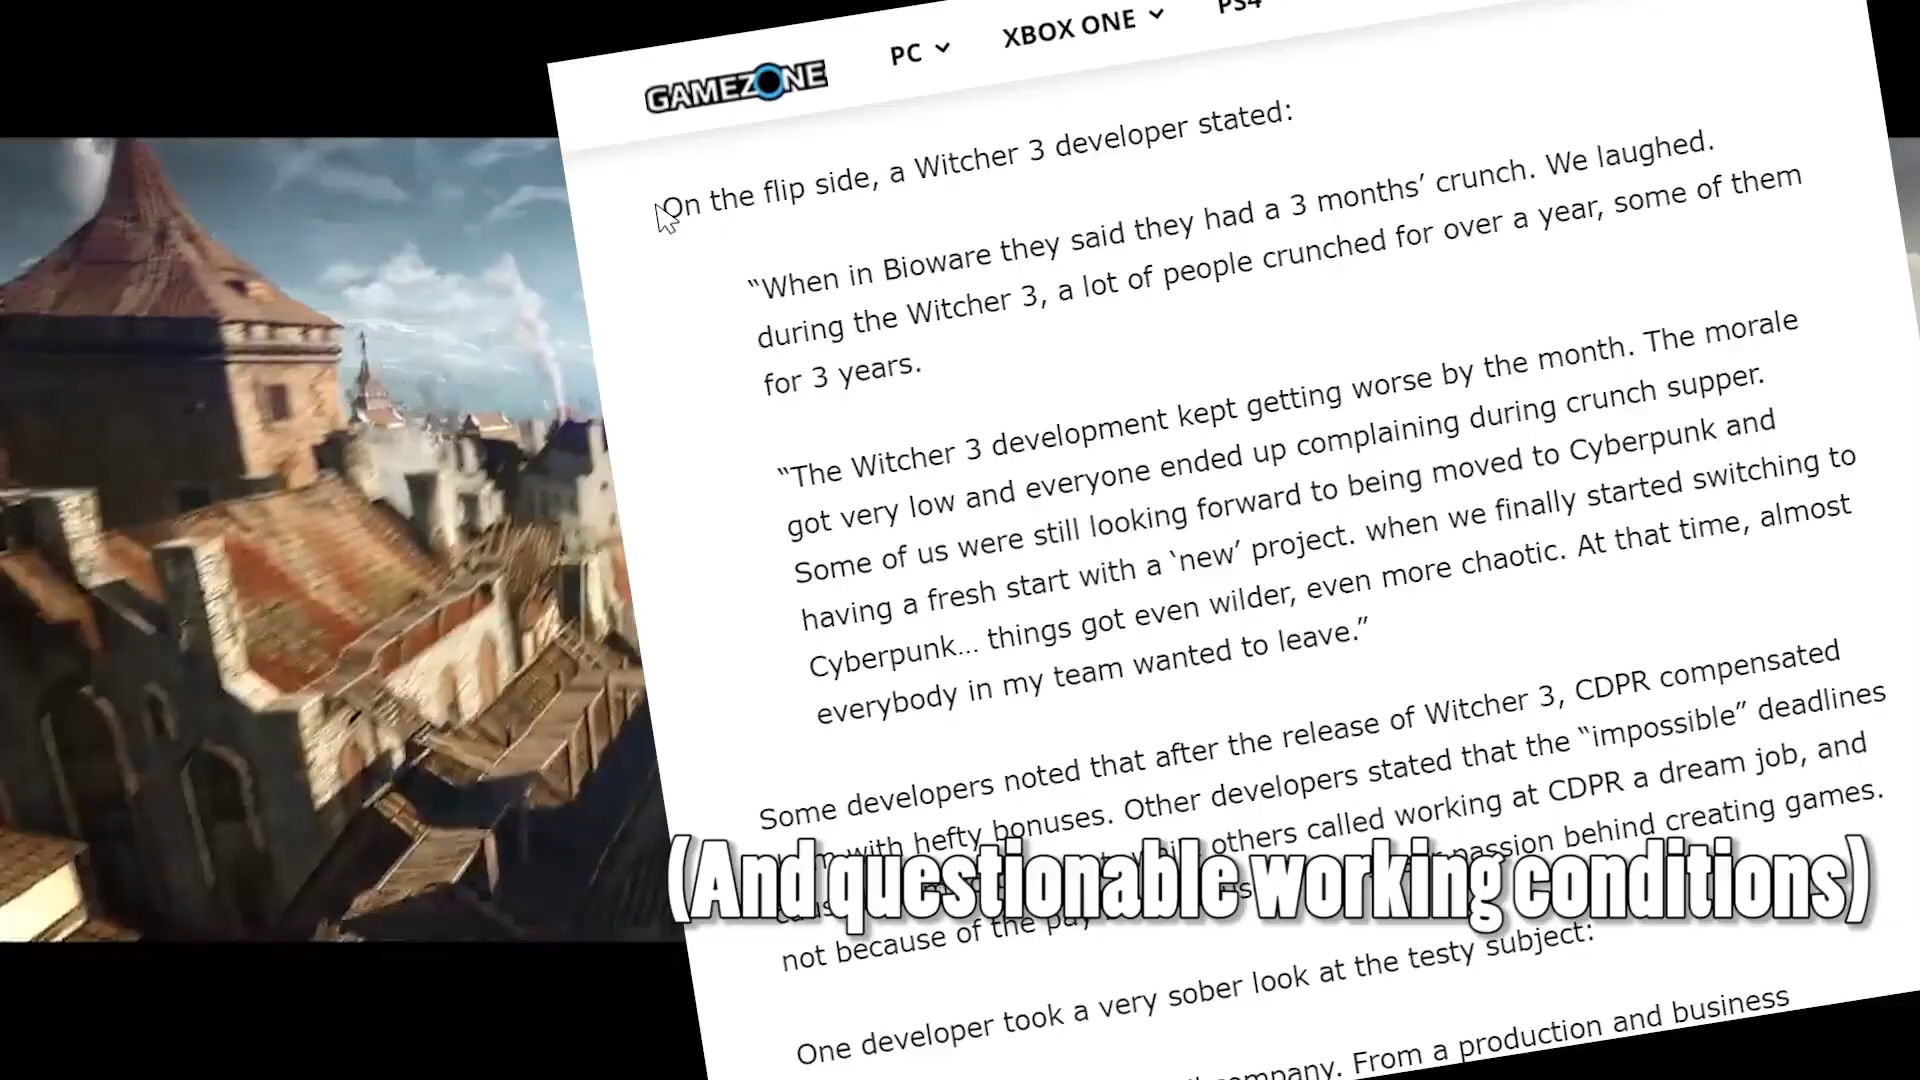 PC
XBOX ONE
PS4
GAMEZONE
On the flip side, a Witcher 3 developer stated:
“When in Bioware they said they had a 3 months’ crunch. We laughed.
during the Witcher 3, a lot of people crunched for over a year, some of them
for 3 years.
“The Witcher 3 development kept getting worse by the month. The morale
got very low and everyone ended up complaining during crunch supper.
Some of us were still looking forward to being moved to Cyberpunk and
having a fresh start with a ‘new’ project. when we finally started switching to
Cyberpunk... things got even wilder, even more chaotic. At that time, almost
everybody in my team wanted to leave.”
Some developers noted that after the release of Witcher 3, CDPR compensated
with hefty bonuses. Other developers stated that the “impossible” deadlines
others called working at CDPR a dream job, and
passion behind creating games.
(And questionable working conditions)
not because of the
One developer took a very sober look at the testy subject:
From a production and business